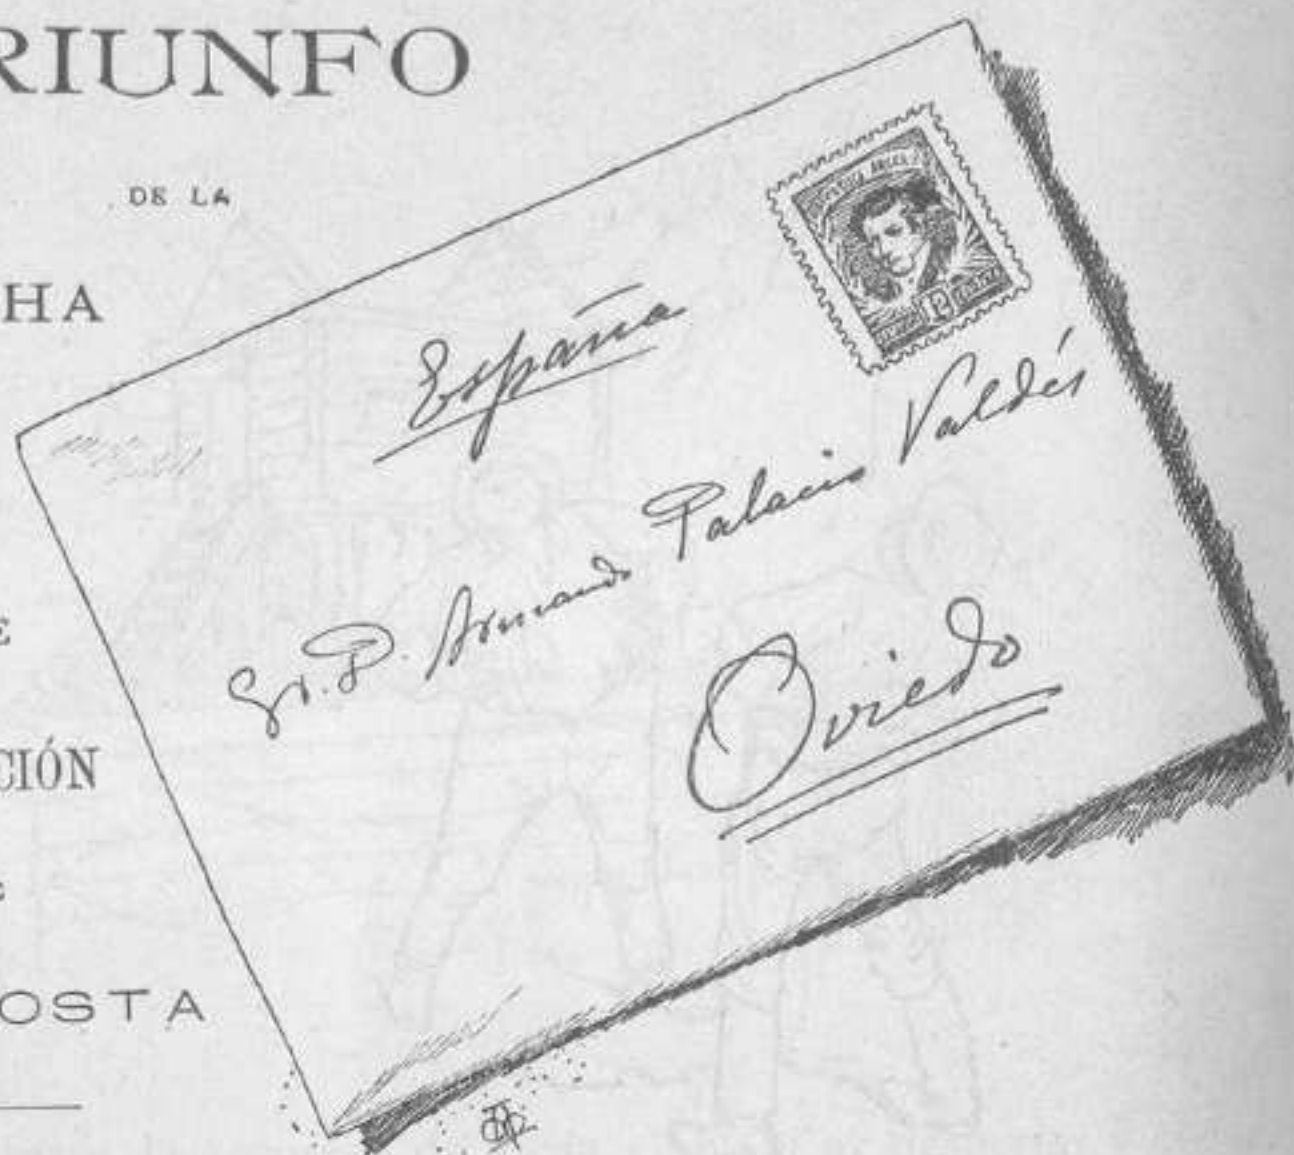 RIUNFO
DE LA
HA
E
CIÓN
E
OSTA
España
Sr. D. Armando Palacio Valdés
Oviedo